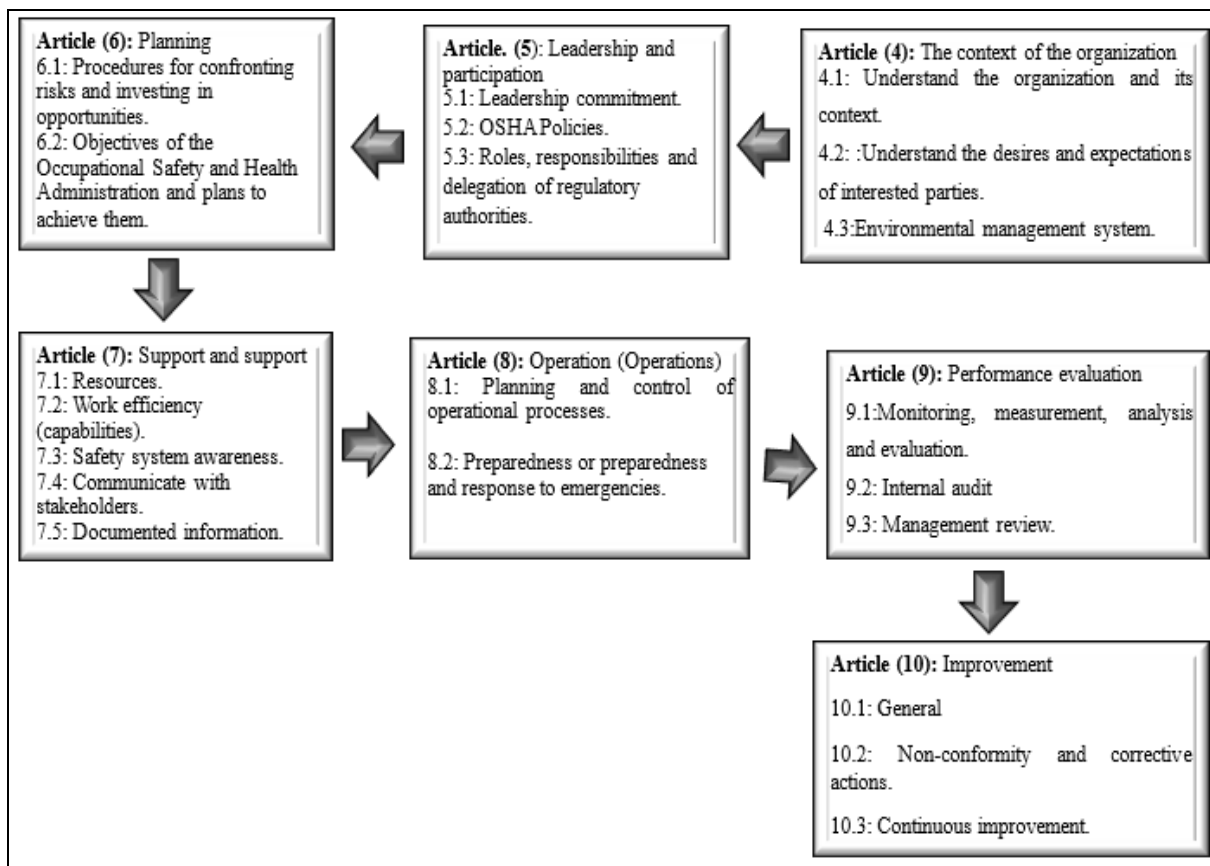 Article (6): Planning
6.1: Procedures for confronting
risks and investing in
opportunities.
6.2: Objectives of the
Occupational Safety and Health
Administration and plans to
achieve them.
Article. (5): Leadership and
participation
5.1: Leadership commitment.
5.2: OSHA Policies.
5.3: Roles, responsibilities and
delegation of regulatory
authorities.
Article (4): The context of the organization
4.1: Understand the organization and its
context.
4.2: :Understand the desires and expectations
of interested parties.
4.3:Environmental management system.
Article (7): Support and support
7.1: Resources.
7.2: Work efficiency
(capabilities).
7.3: Safety system awareness.
7.4: Communicate with
stakeholders.
7.5: Documented information.
Article (8): Operation (Operations)
8.1: Planning and control of
operational processes.
8.2: Preparedness or preparedness
and response to emergencies.
Article (9): Performance evaluation
9.1:Monitoring, measurement, analysis
and evaluation.
9.2: Internal audit
9.3: Management review.
Article (10): Improvement
10.1: General
10.2: Non-conformity and corrective
actions.
10.3: Continuous improvement.